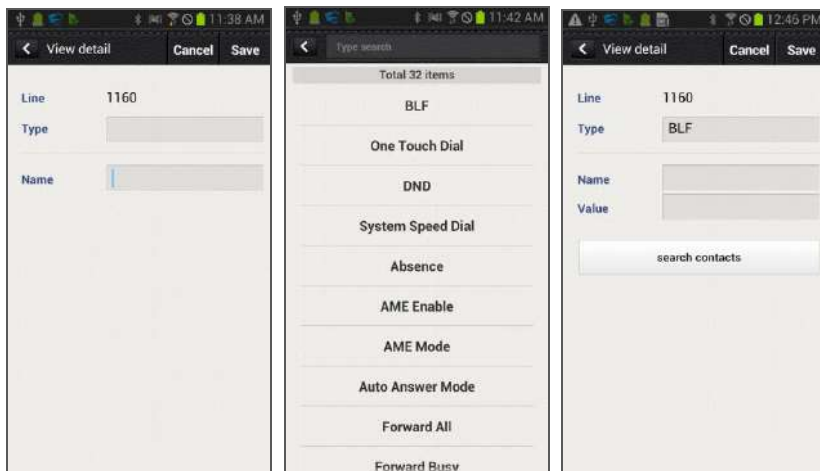 11:38 AM
View detail Cancel Save
Line 1160
Type
Name
11:42 AM
Type search
Total 32 items
BLF
One Touch Dial
DND
System Speed Dial
Absence
AME Enable
AME Mode
Auto Answer Mode
Forward All
Forward Busy
12:46 PM
View detail Cancel Save
Line 1160
Type BLF
Name
Value
search contacts